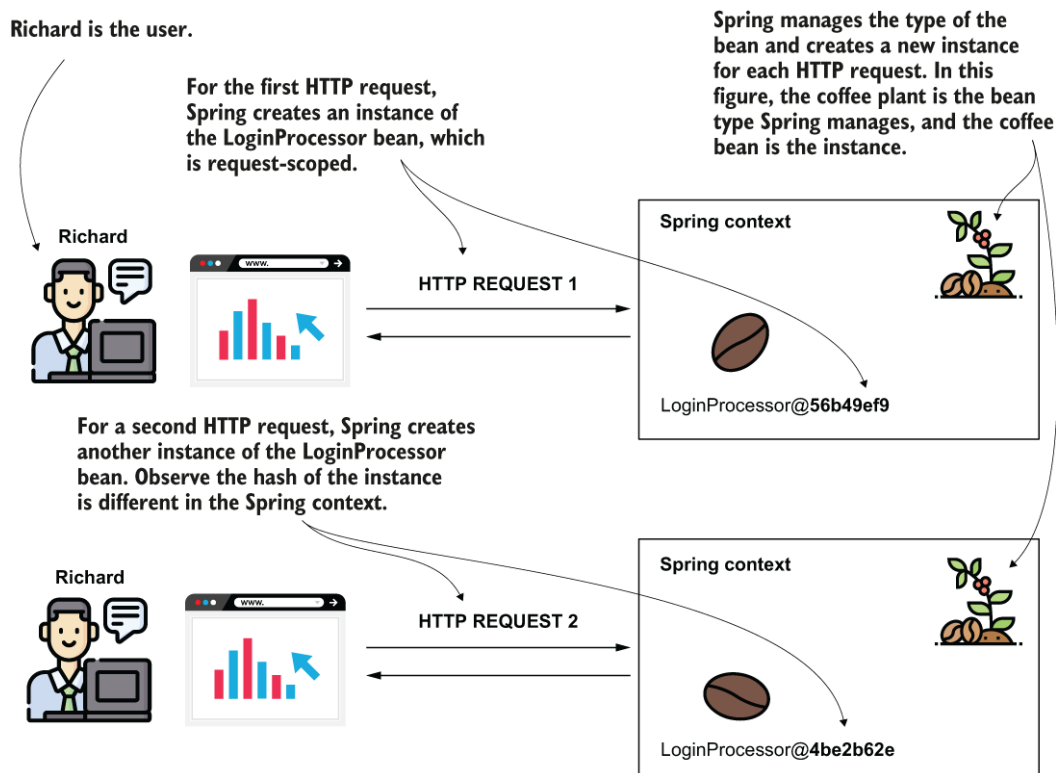 Richard is the user.
Spring manages the type of the
bean and creates a new instance
for each HTTP request. In this
figure, the coffee plant is the bean
type Spring manages, and the coffee
bean is the instance.
For the first HTTP request,
Spring creates an instance of
the LoginProcessor bean, which
is request-scoped.
Richard
www.
HTTP REQUEST 1
Spring context
LoginProcessor@56b49ef9
For a second HTTP request, Spring creates
another instance of the LoginProcessor
bean. Observe the hash of the instance
is different in the Spring context.
Richard
www.
HTTP REQUEST 2
Spring context
LoginProcessor@4be2b62e